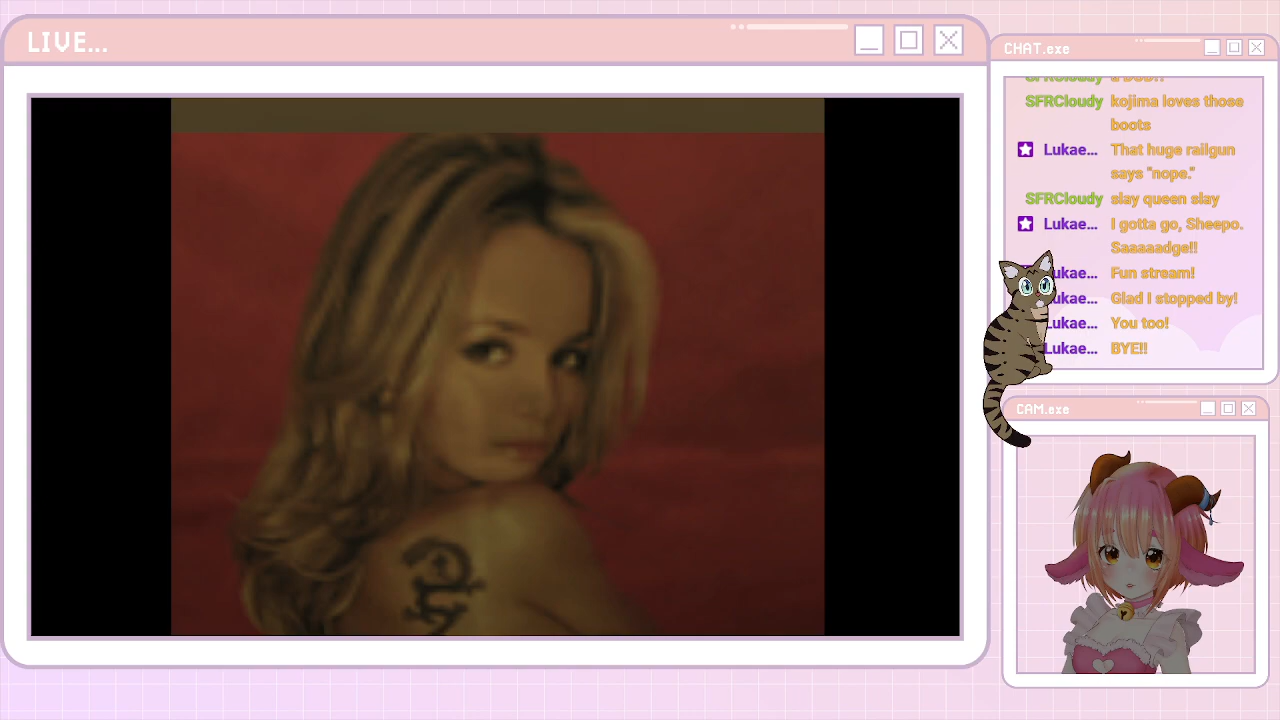 LIVE...
CHAT.exe
SFRCloudy
SFRCloudy kojima loves those
boots
Lukae... That huge railgun
says "nope."
SFRCloudy slay queen slay
Lukae... I gotta go, Sheepo.
Saaaaadge!!
ukae... Fun stream!
ukae... Glad I stopped by!
ukae... You too!
Lukae... BYE!!
CAM.exe